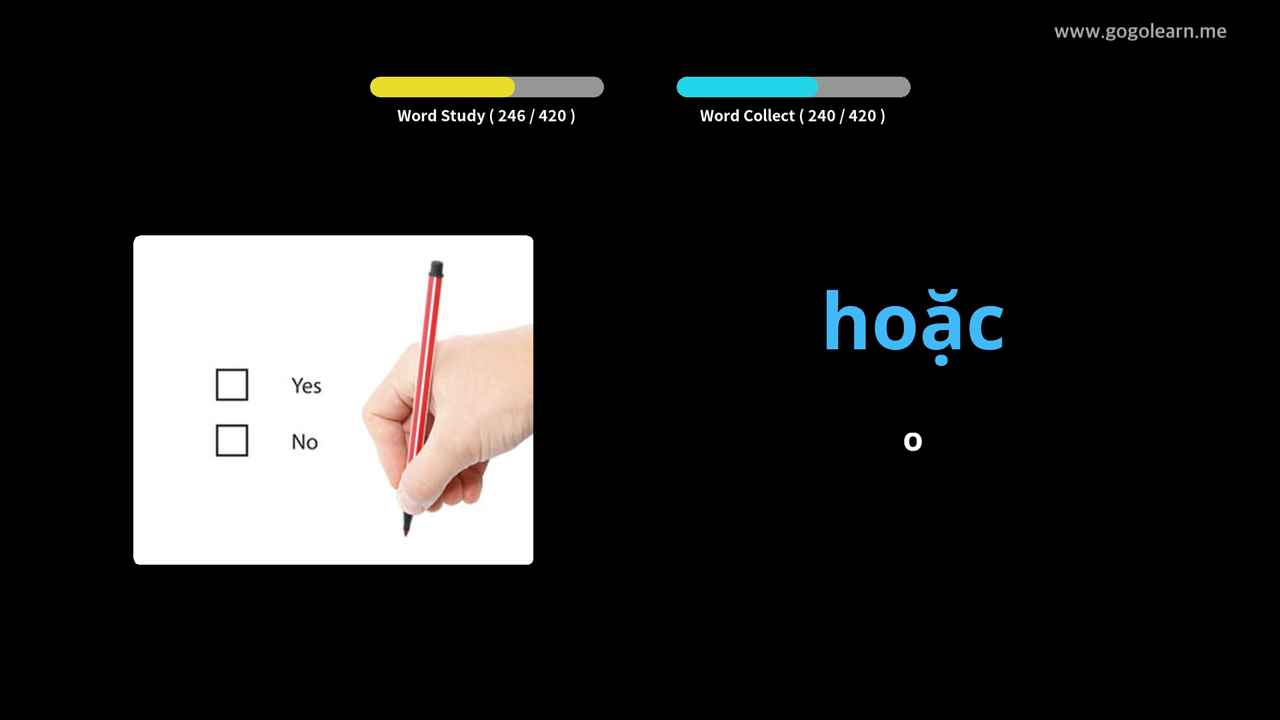 www.gogolearn.me
Word Study ( 246 / 420 )
Word Collect ( 240 / 420 )
Yes
No
hoặc
o